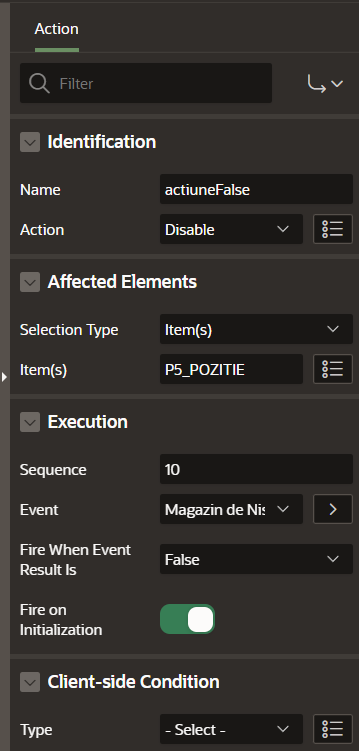 Action
Filter
Identification
Name actiuneFalse
Action Disable
Affected Elements
Selection Type Item(s)
Item(s) P5_POZITIE
Execution
Sequence 10
Event Magazin de Nis
Fire When Event
Result Is False
Fire on
Initialization
Client-side Condition
Type - Select -